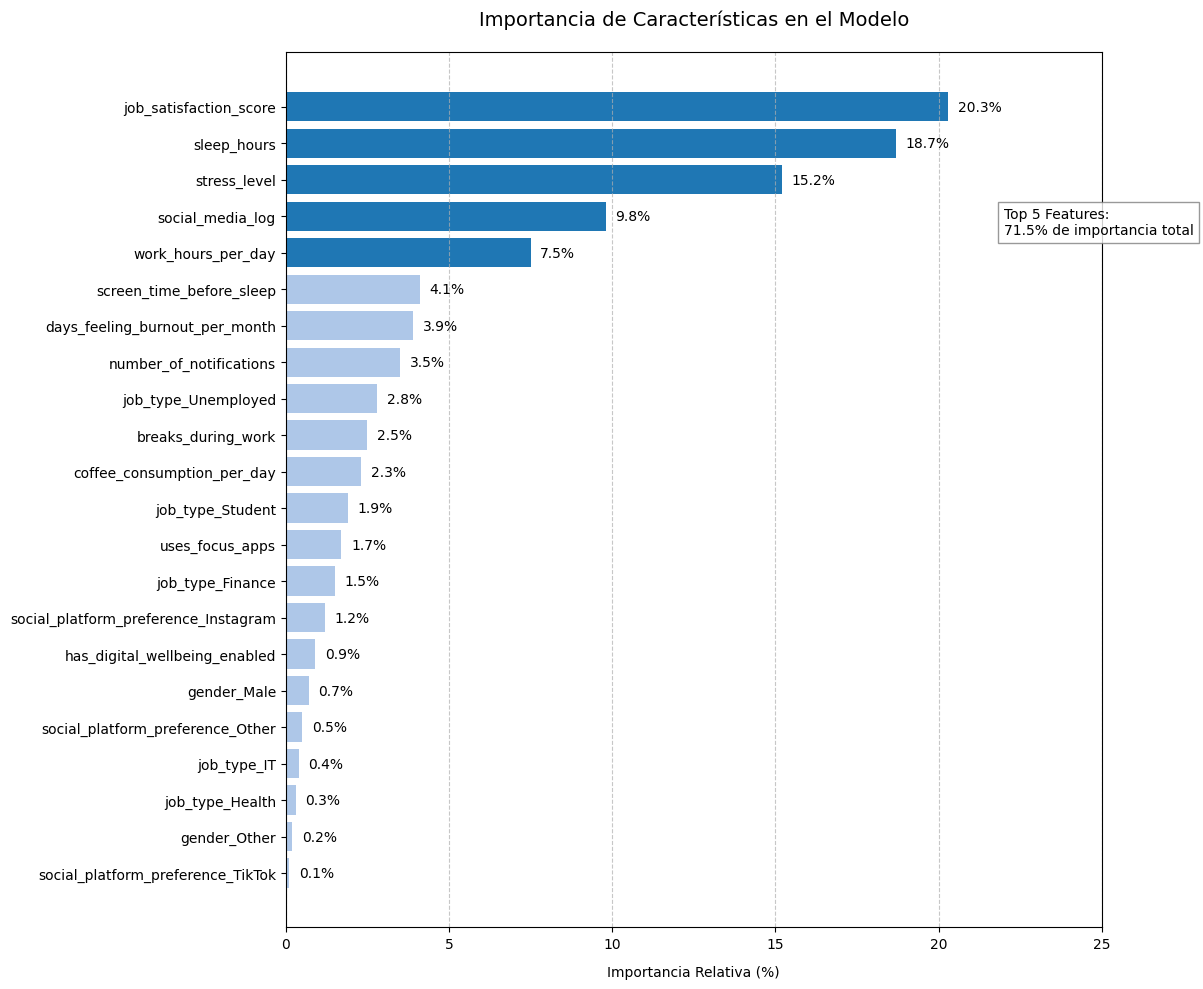 Importancia de Características en el Modelo
job_satisfaction_score 20.3%
sleep_hours 18.7%
stress_level 15.2%
social_media_log 9.8%
Top 5 Features:
71.5% de importancia total
work_hours_per_day 7.5%
screen_time_before_sleep 4.1%
days_feeling_burnout_per_month 3.9%
number_of_notifications 3.5%
job_type_Unemployed 2.8%
breaks_during_work 2.5%
coffee_consumption_per_day 2.3%
job_type_Student 1.9%
uses_focus_apps 1.7%
job_type_Finance 1.5%
social_platform_preference_Instagram 1.2%
has_digital_wellbeing_enabled 0.9%
gender_Male 0.7%
social_platform_preference_Other 0.5%
job_type_IT 0.4%
job_type_Health 0.3%
gender_Other 0.2%
social_platform_preference_TikTok 0.1%
0 5 10 15 20 25
Importancia Relativa (%)